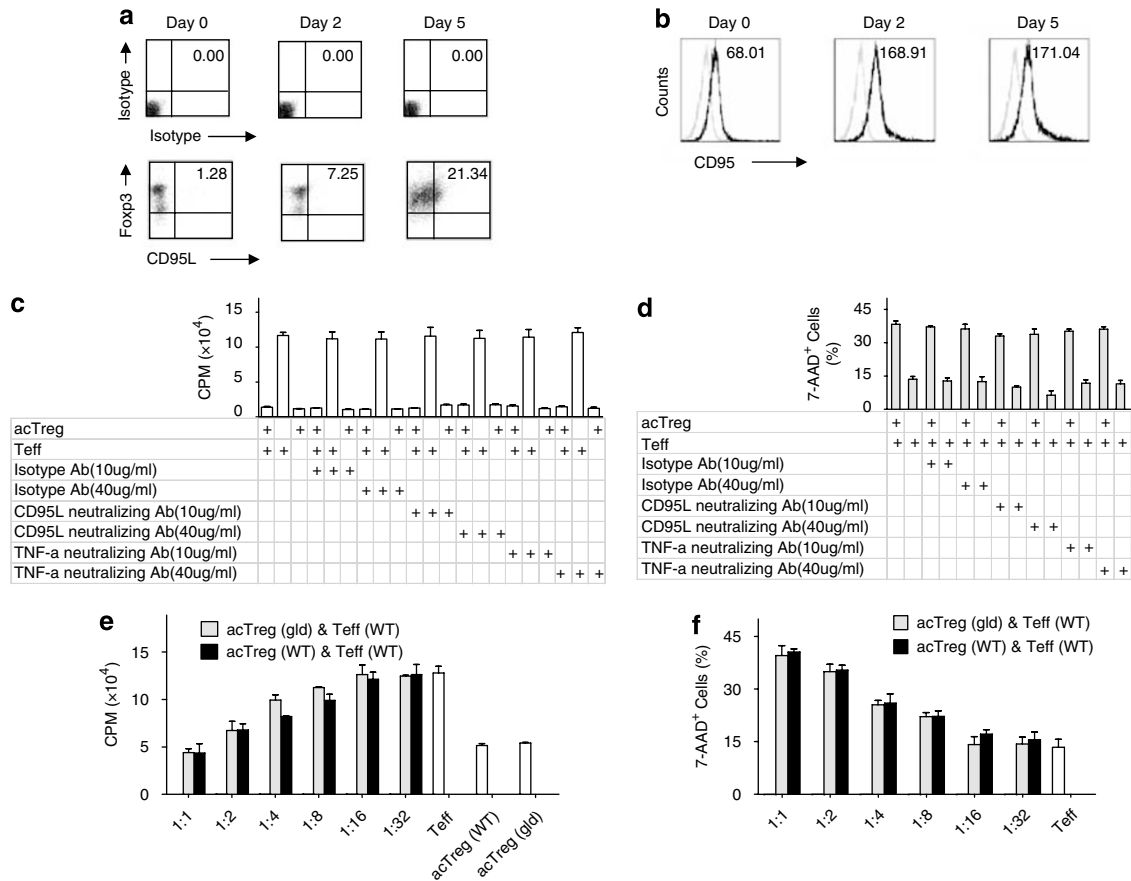 a
Day 0 Day 2 Day 5
Isotype
0.00 0.00 0.00
Isotype
Foxp3
1.28 7.25 21.34
CD95L
b
Day 0 Day 2 Day 5
Counts
68.01 168.91 171.04
CD95
c
CPM (×10⁴)
15
10
5
0
acTreg + + + + + + + + + + + + + +
Teff + + + + + + + + + + + + + +
Isotype Ab(10ug/ml) + + +
Isotype Ab(40ug/ml) + + +
CD95L neutralizing Ab(10ug/ml) + + +
CD95L neutralizing Ab(40ug/ml) + + +
TNF-a neutralizing Ab(10ug/ml) + + +
TNF-a neutralizing Ab(40ug/ml) + + +
d
7-AAD⁺ Cells (%)
45
30
15
0
acTreg + + + + + + +
Teff + + + + + + + + + + + + + +
Isotype Ab(10ug/ml) + +
Isotype Ab(40ug/ml) + +
CD95L neutralizing Ab(10ug/ml) + +
CD95L neutralizing Ab(40ug/ml) + +
TNF-a neutralizing Ab(10ug/ml) + +
TNF-a neutralizing Ab(40ug/ml) + +
e
acTreg (gld) & Teff (WT)
acTreg (WT) & Teff (WT)
CPM (×10⁴)
15
10
5
0
1:1 1:2 1:4 1:8 1:16 1:32 Teff acTreg (WT) acTreg (gld)
f
acTreg (gld) & Teff (WT)
acTreg (WT) & Teff (WT)
7-AAD⁺ Cells (%)
45
30
15
0
1:1 1:2 1:4 1:8 1:16 1:32 Teff